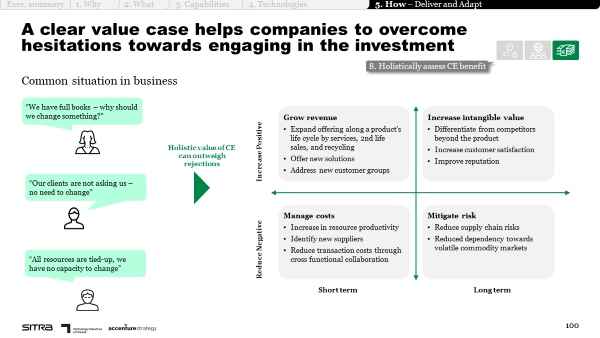 Exec. summary
1. Why
2. What
3. Capabilities
4. Technologies
5. How – Deliver and Adapt
A clear value case helps companies to overcome
hesitations towards engaging in the investment
8. Holistically assess CE benefit
Common situation in business
“We have full books – why should
we change something?”
“Our clients are not asking us –
no need to change”
“All resources are tied-up, we
have no capacity to change”
Holistic value of CE
can outweigh
rejections
Increase Positive
Reduce Negative
Grow revenue
• Expand offering along a product’s
life cycle by services, 2nd life
sales, and recycling
• Offer new solutions
• Address new customer groups
Increase intangible value
• Differentiate from competitors
beyond the product
• Increase customer satisfaction
• Improve reputation
Manage costs
• Increase in resource productivity
• Identify new suppliers
• Reduce transaction costs through
cross functional collaboration
Mitigate risk
• Reduce supply chain risks
• Reduced dependency towards
volatile commodity markets
Short term
Long term
SITRA
Technology Industries
of Finland
accenturestrategy
100